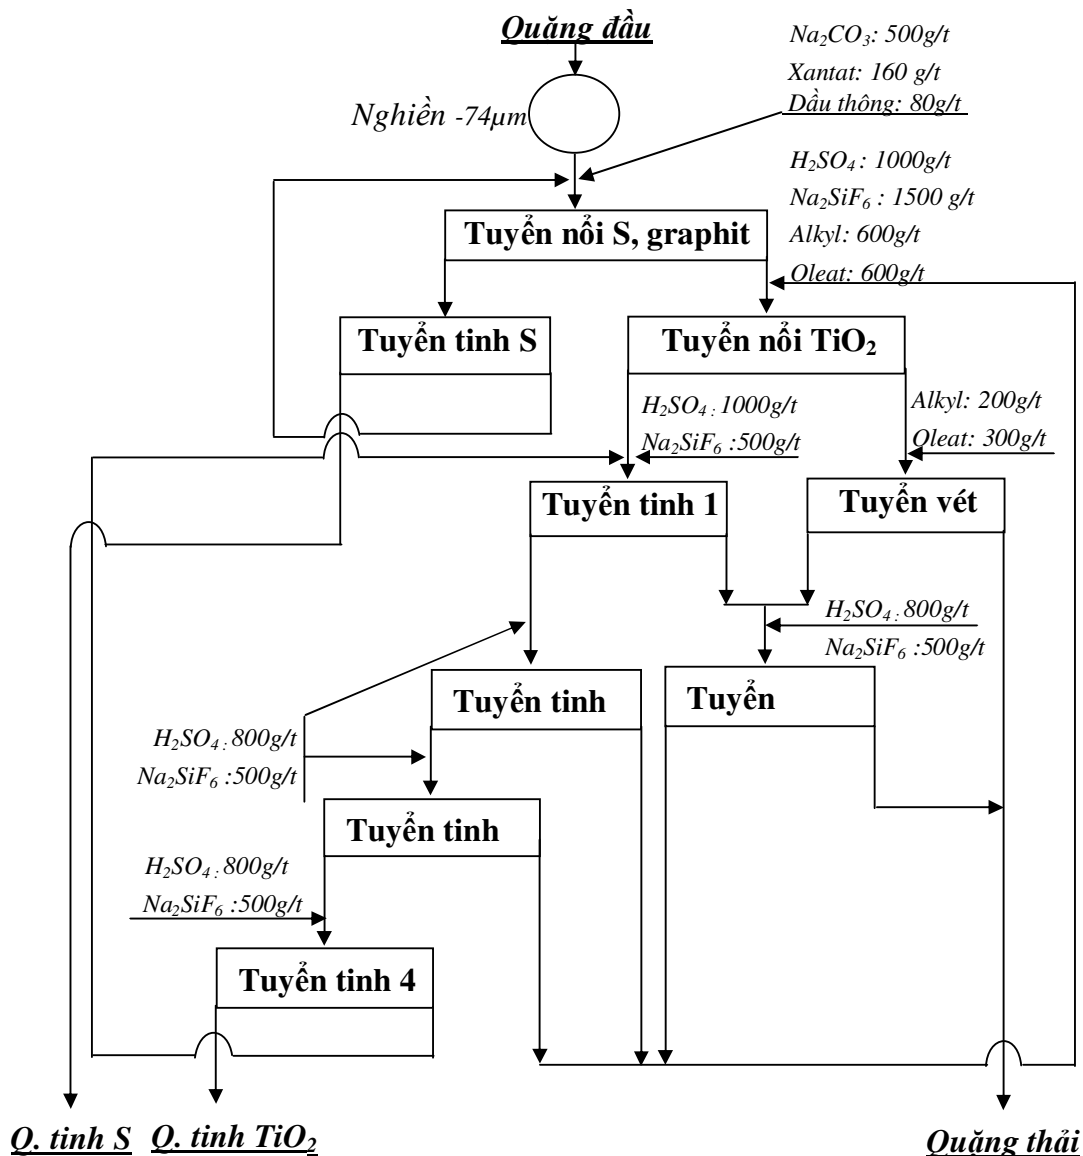 Quặng đầu
Na₂CO₃: 500g/t
Xantat: 160 g/t
Dầu thông: 80g/t
Nghiền -74µm
H₂SO₄ : 1000g/t
Na₂SiF₆ : 1500 g/t
Alkyl: 600g/t
Oleat: 600g/t
Tuyển nổi S, graphit
Tuyển tinh S
Tuyển nổi TiO₂
H₂SO₄ : 1000g/t
Na₂SiF₆ :500g/t
Alkyl: 200g/t
Oleat: 300g/t
Tuyển tinh 1
Tuyển vét
H₂SO₄ : 800g/t
Na₂SiF₆ :500g/t
Tuyển tinh
Tuyển
H₂SO₄ : 800g/t
Na₂SiF₆ :500g/t
Tuyển tinh
H₂SO₄ : 800g/t
Na₂SiF₆ :500g/t
Tuyển tinh 4
Q. tinh S
Q. tinh TiO₂
Quặng thải